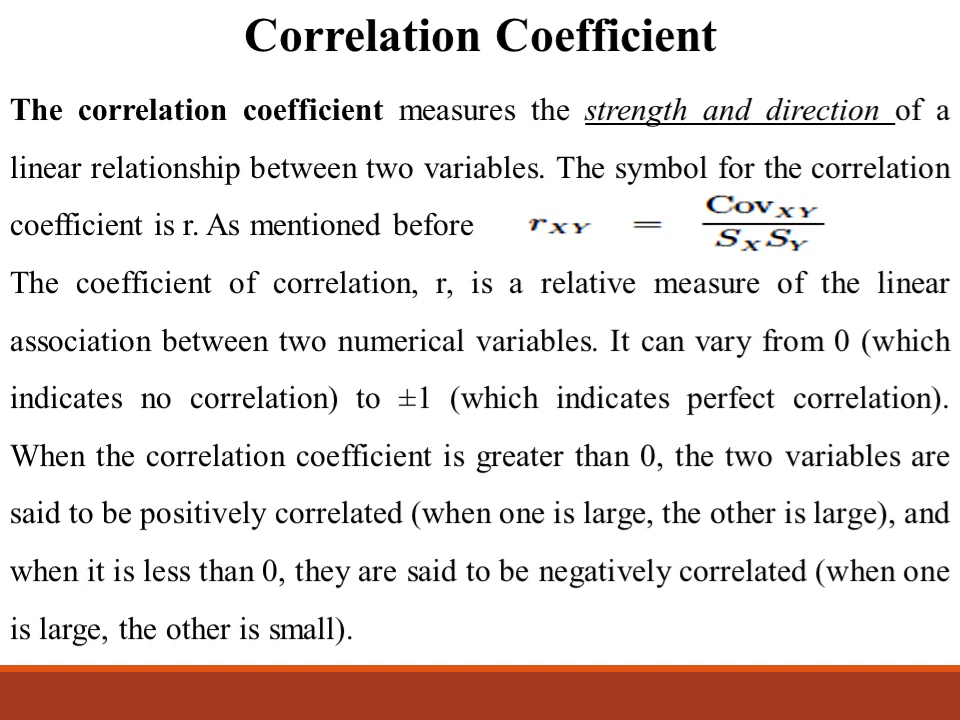 Correlation Coefficient
The correlation coefficient measures the strength and direction of a
linear relationship between two variables. The symbol for the correlation
coefficient is r. As mentioned before r_{XY} = \frac{Cov_{XY}}{S_X S_Y}
The coefficient of correlation, r, is a relative measure of the linear
association between two numerical variables. It can vary from 0 (which
indicates no correlation) to ±1 (which indicates perfect correlation).
When the correlation coefficient is greater than 0, the two variables are
said to be positively correlated (when one is large, the other is large), and
when it is less than 0, they are said to be negatively correlated (when one
is large, the other is small).